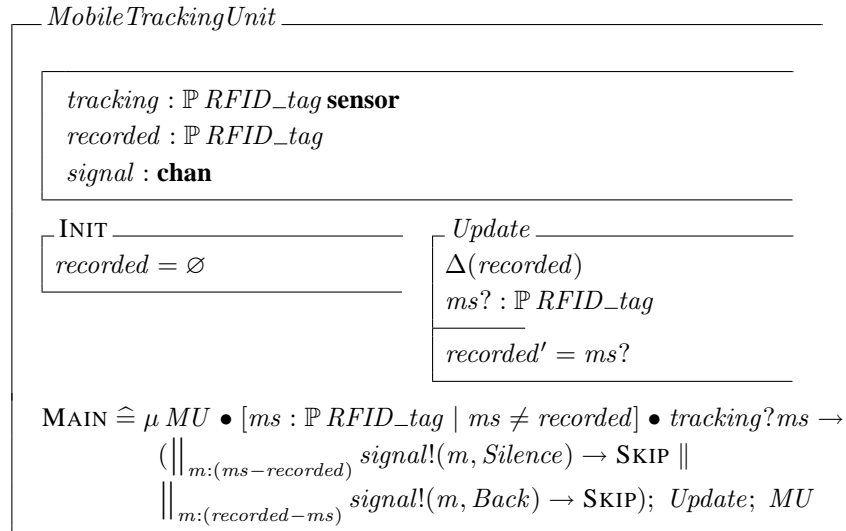 MobileTrackingUnit
tracking : ℙ RFID_tag sensor
recorded : ℙ RFID_tag
signal : chan
INIT
recorded = ∅
Update
Δ(recorded)
ms? : ℙ RFID_tag
recorded′ = ms?
MAIN ≙ μ MU • [ms : ℙ RFID_tag | ms ≠ recorded] • tracking?ms →
(‖m:(ms−recorded) signal!(m, Silence) → SKIP ‖
‖m:(recorded−ms) signal!(m, Back) → SKIP); Update; MU